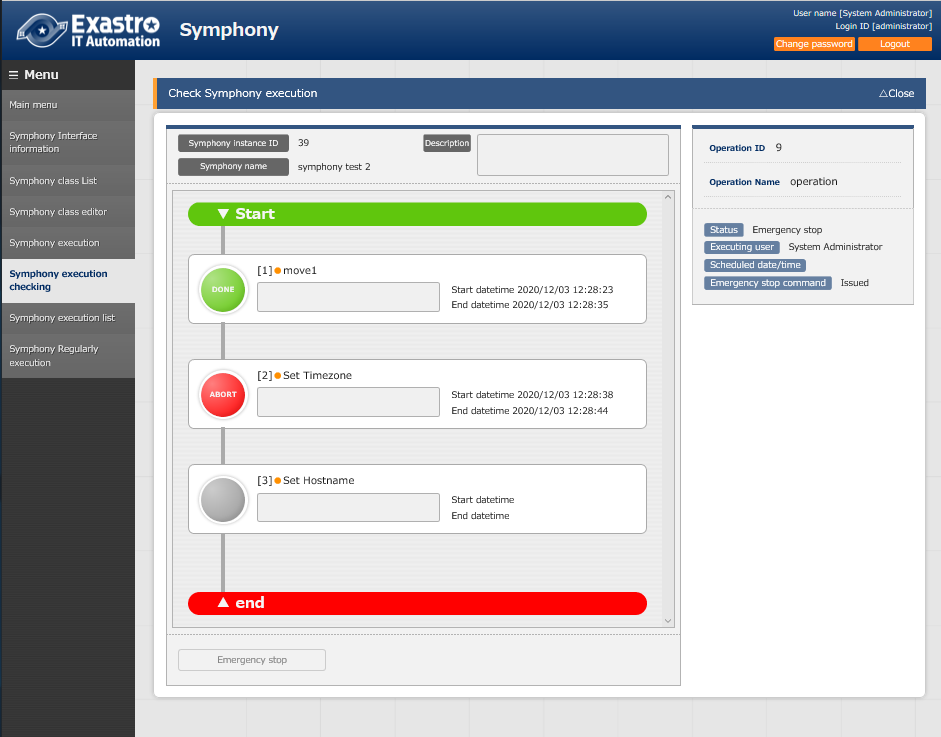 Exastro
IT Automation
Symphony
User name [System Administrator]
Login ID [administrator]
Change password
Logout
☰ Menu
Main menu
Symphony Interface
information
Symphony class List
Symphony class editor
Symphony execution
Symphony execution
checking
Symphony execution list
Symphony Regularly
execution
Check Symphony execution
△Close
Symphony instance ID 39
Description
Symphony name symphony test 2
▼ Start
DONE
[1] ● move1
Start datetime 2020/12/03 12:28:23
End datetime 2020/12/03 12:28:35
ABORT
[2] ● Set Timezone
Start datetime 2020/12/03 12:28:38
End datetime 2020/12/03 12:28:44
[3] ● Set Hostname
Start datetime
End datetime
▲ end
Emergency stop
Operation ID 9
Operation Name operation
Status Emergency stop
Executing user System Administrator
Scheduled date/time
Emergency stop command Issued